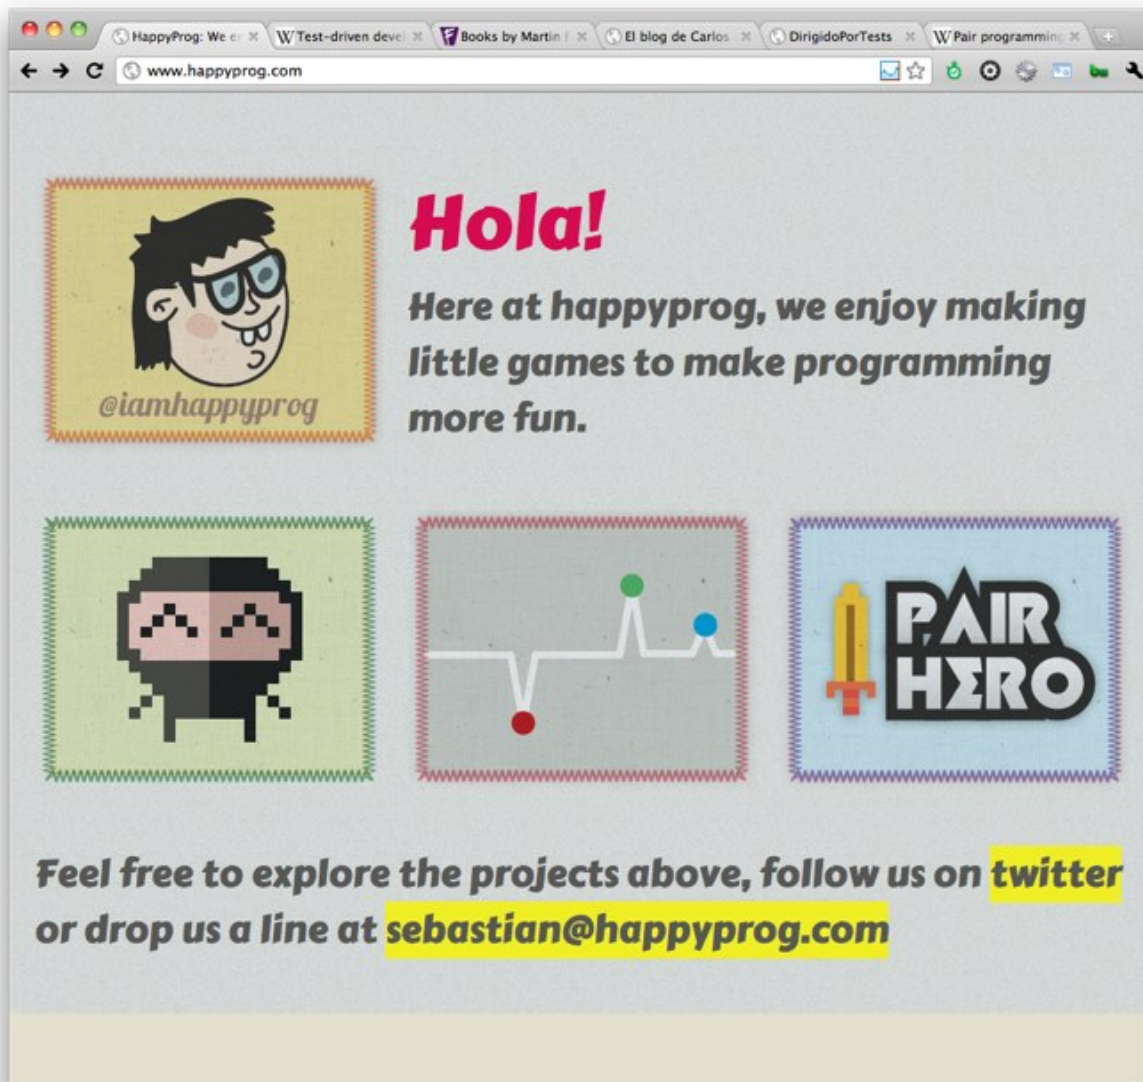 HappyProg: We e
Test-driven devel
Books by Martin F
El blog de Carlos
DirigidoPorTests
Pair programming
www.happyprog.com
Hola!
Here at happyprog, we enjoy making
little games to make programming
more fun.
@iamhappyprog
PAIR
HERO
Feel free to explore the projects above, follow us on twitter
or drop us a line at sebastian@happyprog.com